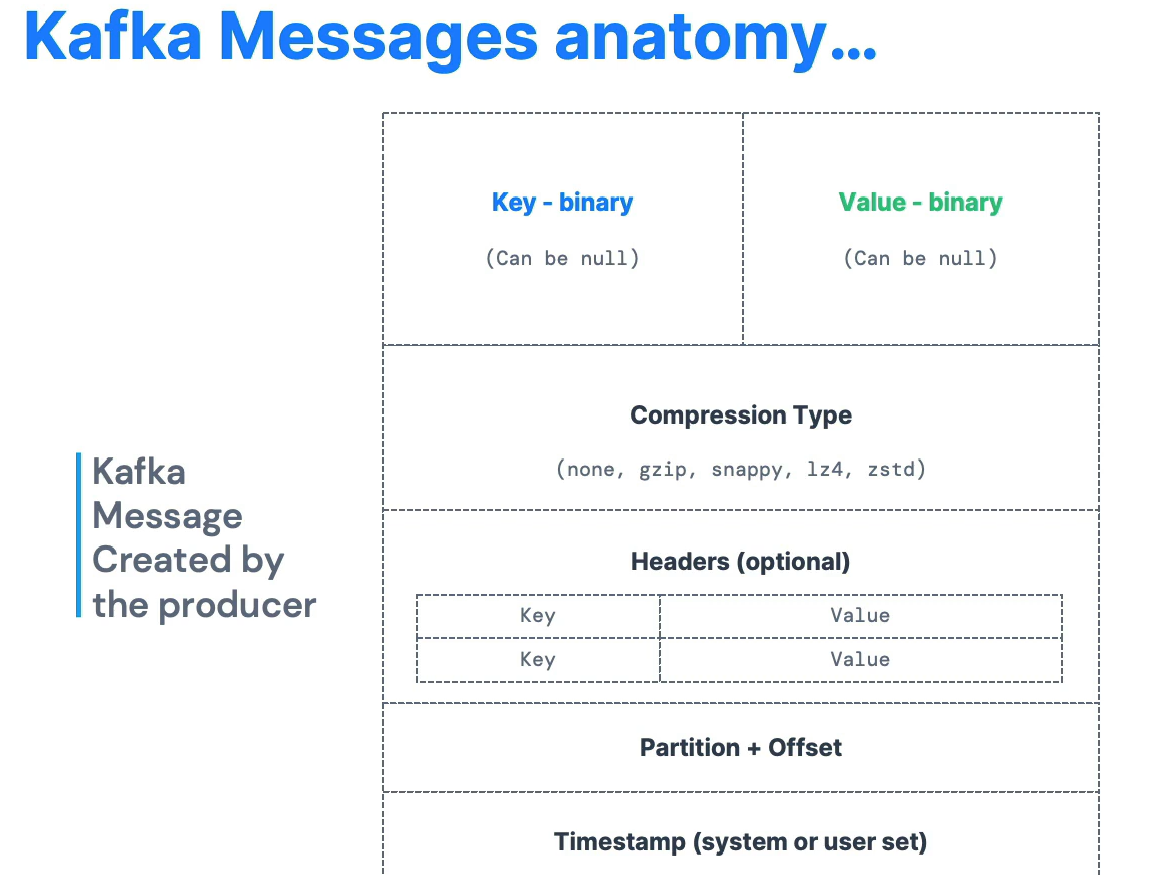 Kafka Messages anatomy...
Key - binary
Value - binary
(Can be null)
(Can be null)
Compression Type
(none, gzip, snappy, lz4, zstd)
Kafka
Message
Created by
the producer
Headers (optional)
Key
Value
Key
Value
Partition + Offset
Timestamp (system or user set)